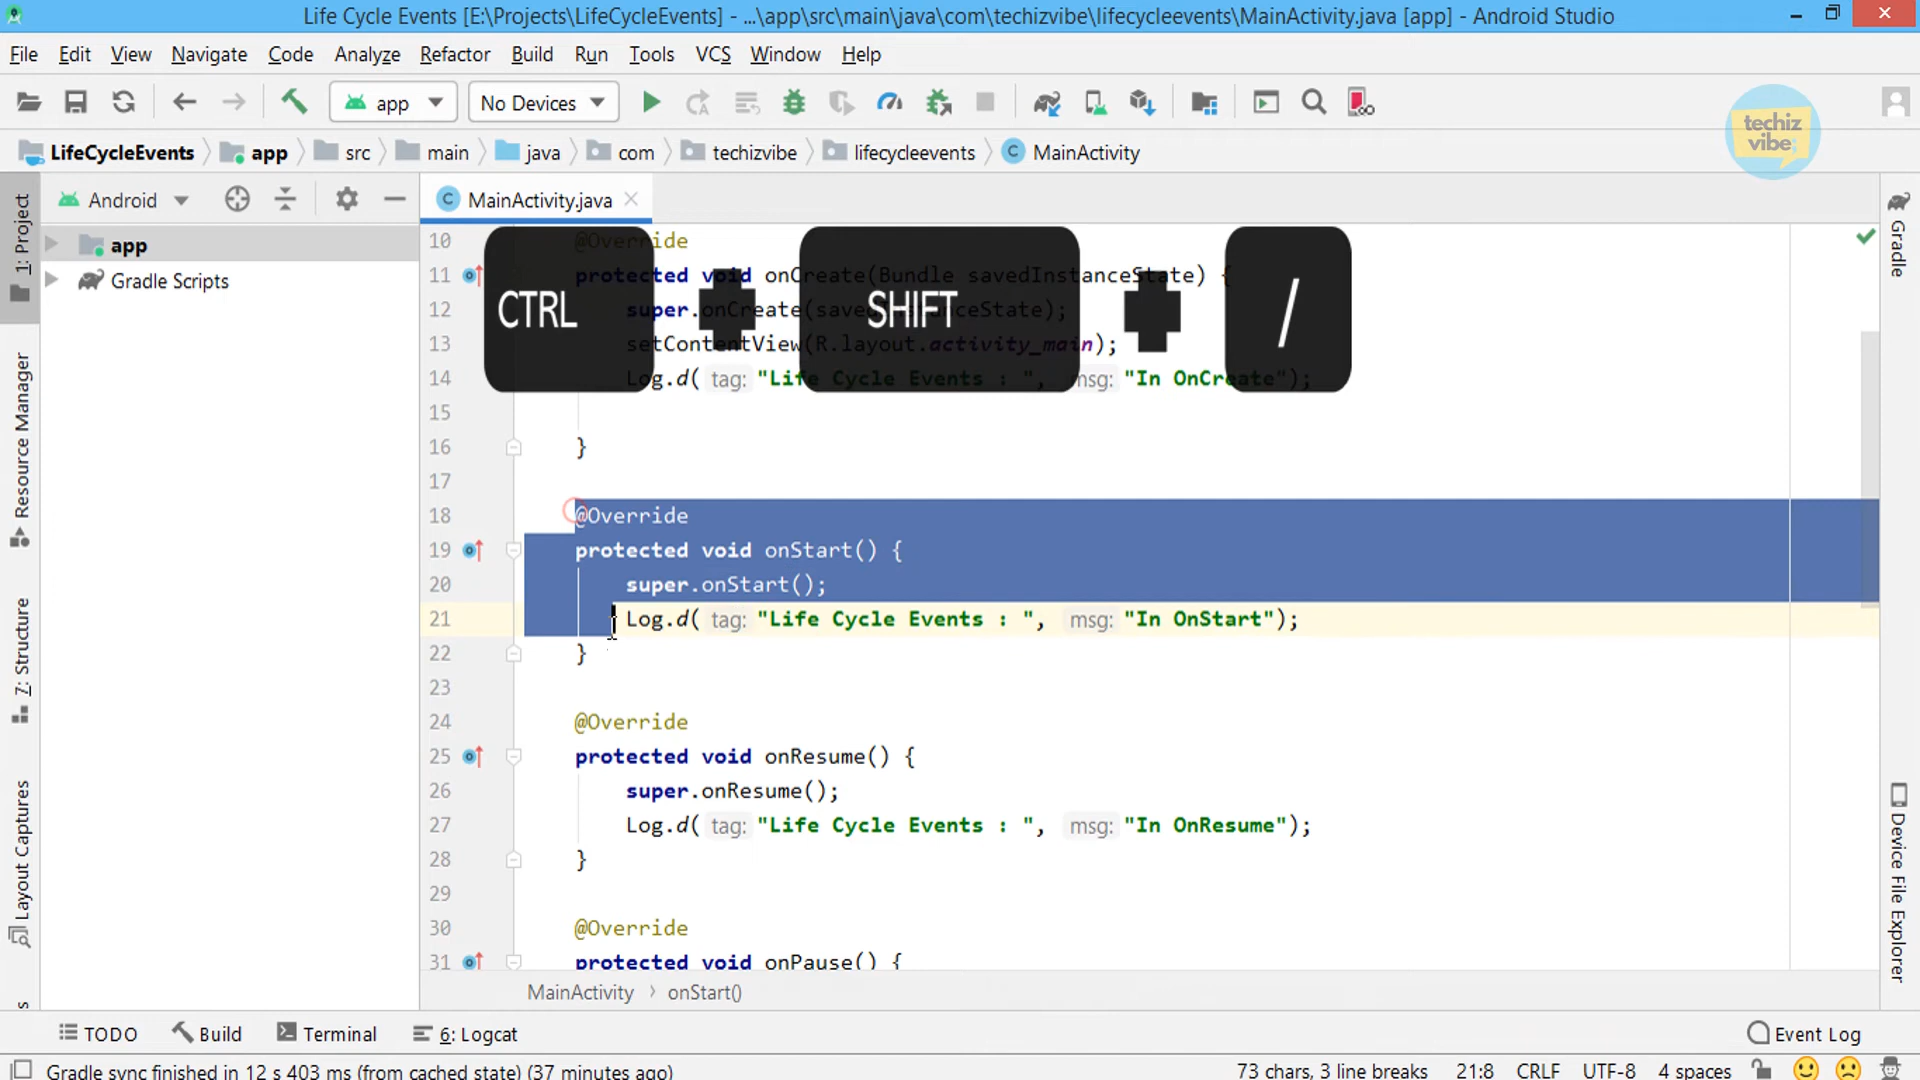 Life Cycle Events [E:\Projects\LifeCycleEvents] - ...\app\src\main\java\com\techizvibe\lifecycleevents\MainActivity.java [app] - Android Studio
File Edit View Navigate Code Analyze Refactor Build Run Tools VCS Window Help
app No Devices
techiz vibe;
LifeCycleEvents app src main java com techizvibe lifecycleevents MainActivity
Android
MainActivity.java
app
Gradle Scripts
1: Project
Resource Manager
7: Structure
Layout Captures
s
CTRL + SHIFT + /
10 @Override
11 protected void onCreate(Bundle savedInstanceState) {
12 super.onCreate(savedInstanceState);
13 setContentView(R.layout.activity_main);
14 Log.d( tag: "Life Cycle Events : ", msg: "In OnCreate");
15
16 }
17
18 @Override
19 protected void onStart() {
20 super.onStart();
21 Log.d( tag: "Life Cycle Events : ", msg: "In OnStart");
22 }
23
24 @Override
25 protected void onResume() {
26 super.onResume();
27 Log.d( tag: "Life Cycle Events : ", msg: "In OnResume");
28 }
29
30 @Override
31 protected void onPause() {
MainActivity > onStart()
Gradle
Device File Explorer
TODO Build Terminal 6: Logcat Event Log
Gradle sync finished in 12 s 403 ms (from cached state) (37 minutes ago) 73 chars, 3 line breaks 21:8 CRLF UTF-8 4 spaces